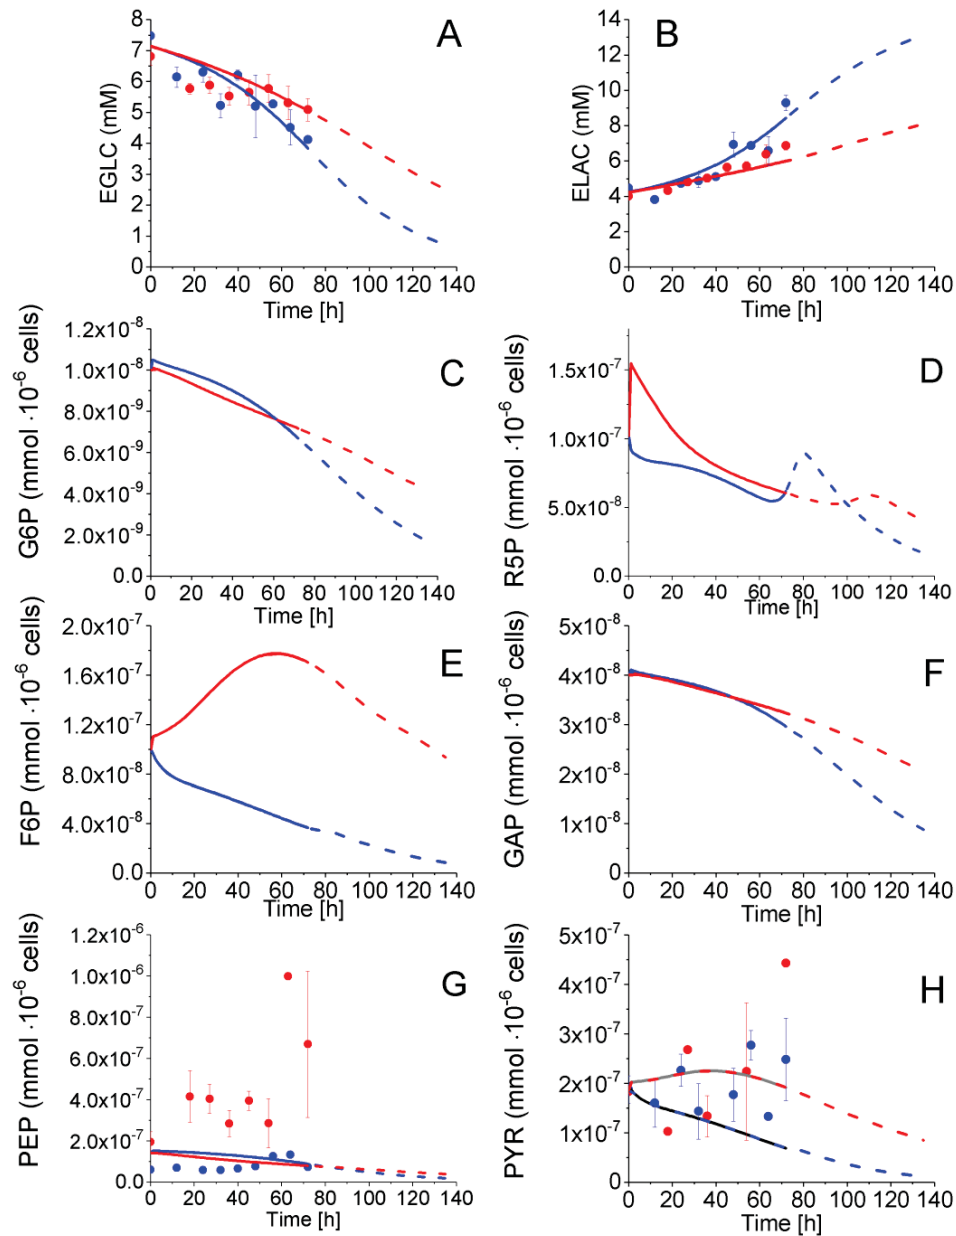 A
EGLC (mM)
8
7
6
5
4
3
2
1
0
0 20 40 60 80 100 120 140
Time [h]
B
ELAC (mM)
14
12
10
8
6
4
2
0
0 20 40 60 80 100 120 140
Time [h]
C
G6P (mmol ·10⁻⁶ cells)
1.2x10⁻⁸
1.0x10⁻⁸
8.0x10⁻⁹
6.0x10⁻⁹
4.0x10⁻⁹
2.0x10⁻⁹
0.0
0 20 40 60 80 100 120 140
Time [h]
D
R5P (mmol ·10⁻⁶ cells)
1.5x10⁻⁷
1.0x10⁻⁷
5.0x10⁻⁸
0.0
0 20 40 60 80 100 120 140
Time [h]
E
F6P (mmol ·10⁻⁶ cells)
2.0x10⁻⁷
1.6x10⁻⁷
1.2x10⁻⁷
8.0x10⁻⁸
4.0x10⁻⁸
0.0
0 20 40 60 80 100 120 140
Time [h]
F
GAP (mmol ·10⁻⁶ cells)
5x10⁻⁸
4x10⁻⁸
3x10⁻⁸
2x10⁻⁸
1x10⁻⁸
0
0 20 40 60 80 100 120 140
Time [h]
G
PEP (mmol ·10⁻⁶ cells)
1.2x10⁻⁶
1.0x10⁻⁶
8.0x10⁻⁷
6.0x10⁻⁷
4.0x10⁻⁷
2.0x10⁻⁷
0.0
0 20 40 60 80 100 120 140
Time [h]
H
PYR (mmol ·10⁻⁶ cells)
5x10⁻⁷
4x10⁻⁷
3x10⁻⁷
2x10⁻⁷
1x10⁻⁷
0
0 20 40 60 80 100 120 140
Time [h]